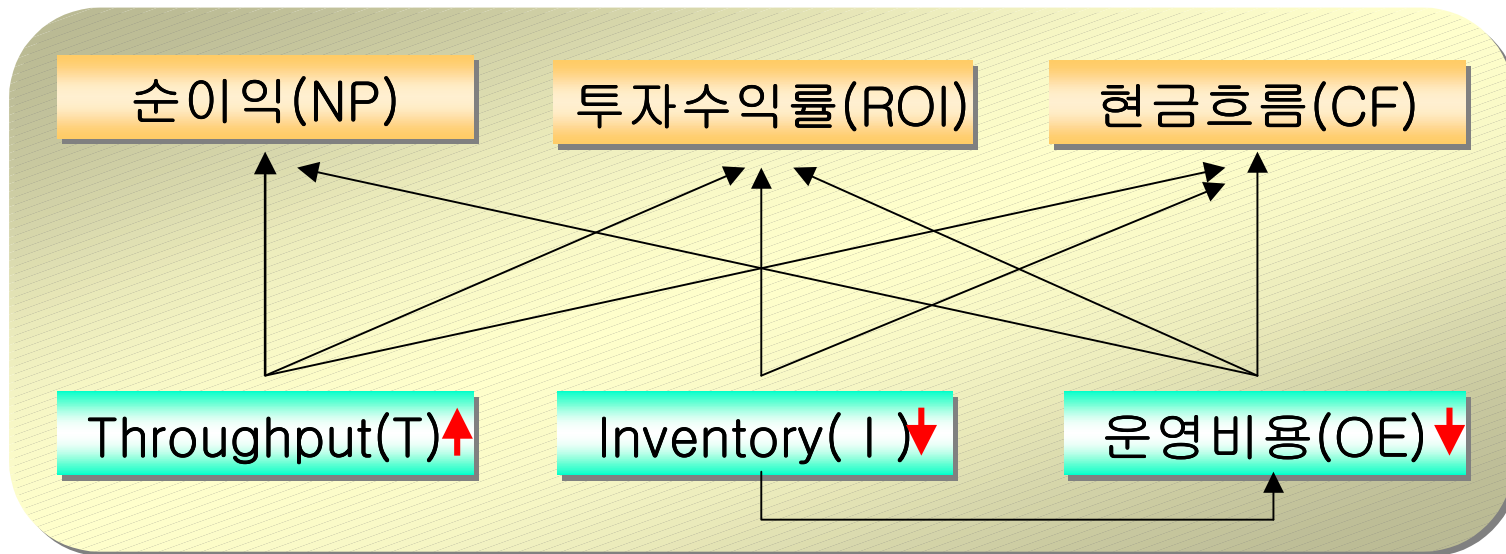 순이익(NP)
투자수익률(ROI)
현금흐름(CF)
Throughput(T)
Inventory( I )
운영비용(OE)